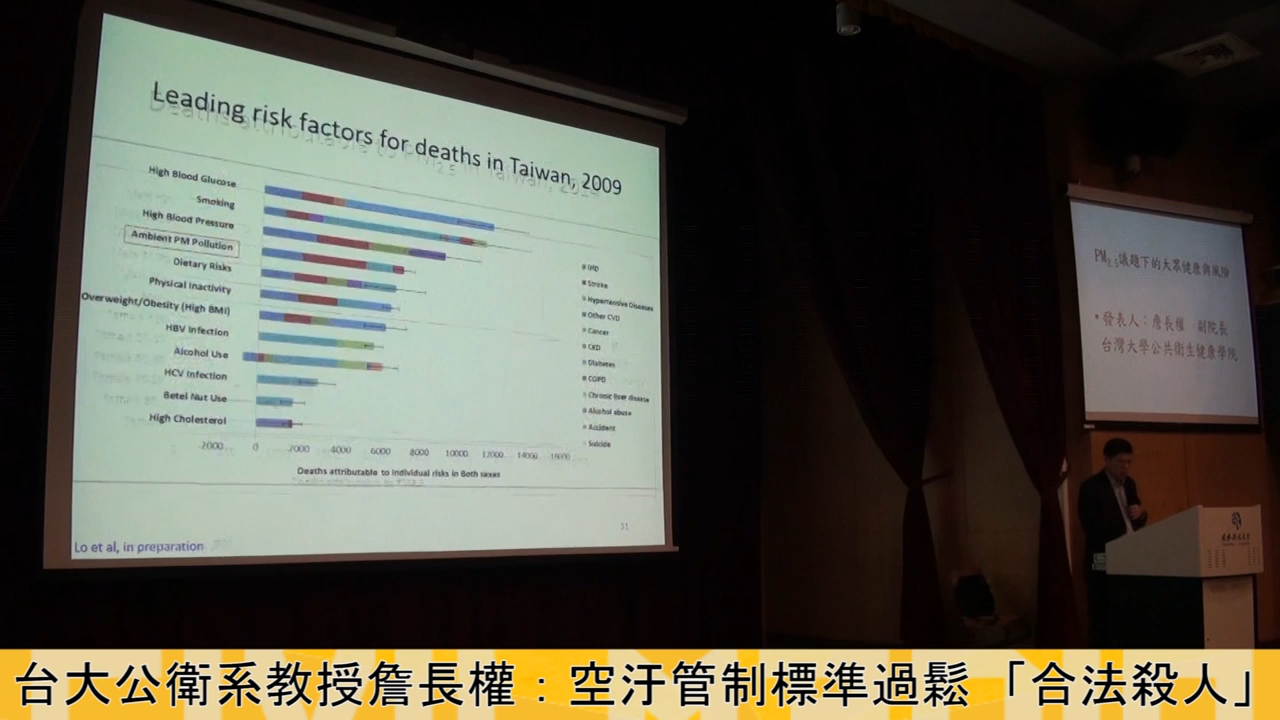 Leading risk factors for deaths in Taiwan, 2009
High Blood Glucose
Smoking
High Blood Pressure
Ambient PM Pollution
Dietary Risks
Physical Inactivity
Overweight/Obesity (High BMI)
HBV Infection
Alcohol Use
HCV Infection
Betel Nut Use
High Cholesterol
IHD
Stroke
Hypertensive Diseases
Other CVD
Cancer
CKD
Diabetes
COPD
Chronic liver disease
Alcohol abuse
Accident
Suicide
-2000 0 2000 4000 6000 8000 10000 12000 14000 16000
Deaths attributable to individual risks in Both sexes
31
Lo et al, in preparation
PM2.5議題下的大眾健康與風險
•發表人：詹長權 副院長
台灣大學公共衛生健康學院
台大公衛系教授詹長權：空汙管制標準過鬆「合法殺人」